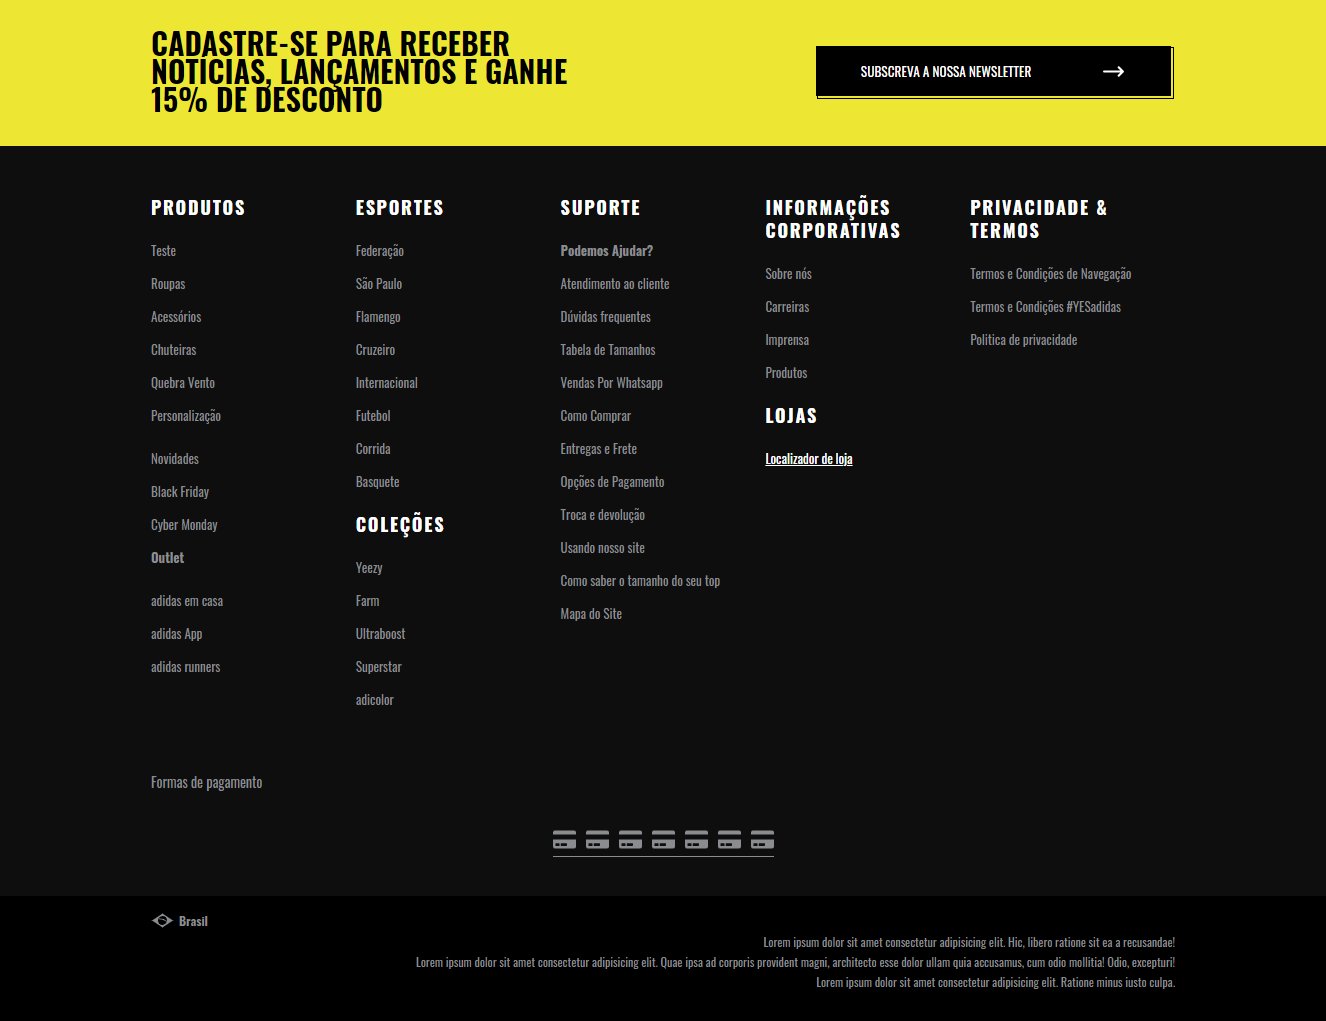 CADASTRE-SE PARA RECEBER
NOTICIAS, LANÇAMENTOS E GANHE
15% DE DESCONTO
SUBSCREVA A NOSSA NEWSLETTER
PRODUTOS
Teste
Roupas
Acessórios
Chuteiras
Quebra Vento
Personalização
Novidades
Black Friday
Cyber Monday
Outlet
adidas em casa
adidas App
adidas runners
ESPORTES
Federação
São Paulo
Flamengo
Cruzeiro
Internacional
Futebol
Corrida
Basquete
COLEÇÕES
Yeezy
Farm
Ultraboost
Superstar
adicolor
SUPORTE
Podemos Ajudar?
Atendimento ao cliente
Dúvidas frequentes
Tabela de Tamanhos
Vendas Por Whatsapp
Como Comprar
Entregas e Frete
Opções de Pagamento
Troca e devolução
Usando nosso site
Como saber o tamanho do seu top
Mapa do Site
INFORMAÇÕES
CORPORATIVAS
Sobre nós
Carreiras
Imprensa
Produtos
LOJAS
Localizador de loja
PRIVACIDADE &
TERMOS
Termos e Condições de Navegação
Termos e Condições #YESadidas
Politica de privacidade
Formas de pagamento
Brasil
Lorem ipsum dolor sit amet consectetur adipisicing elit. Hic, libero ratione sit ea a recusandae!
Lorem ipsum dolor sit amet consectetur adipisicing elit. Quae ipsa ad corporis provident magni, architecto esse dolor ullam quia accusamus, cum odio mollitia! Odio, excepturi!
Lorem ipsum dolor sit amet consectetur adipisicing elit. Ratione minus iusto culpa.